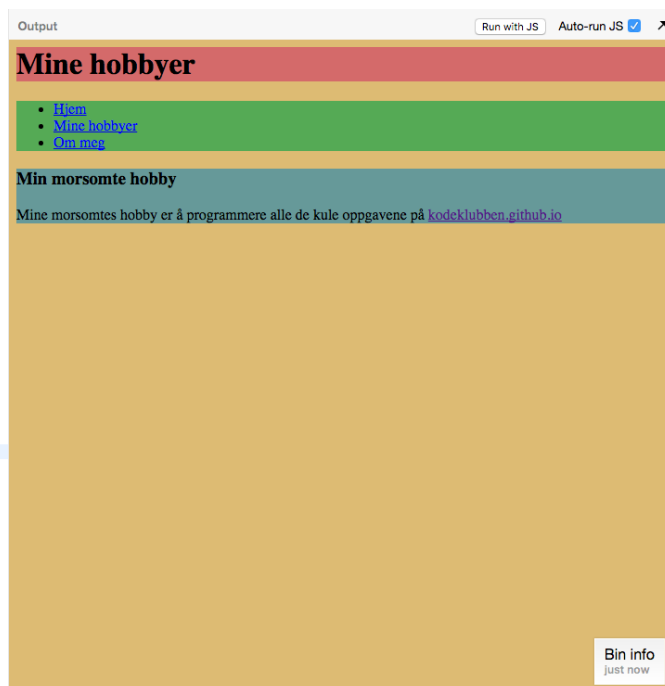 Output
Run with JS
Auto-run JS
Mine hobbyer
Hjem
Mine hobbyer
Om meg
Min morsomte hobby
Mine morsomtes hobby er å programmere alle de kule oppgavene på kodeklubben.github.io
Bin info
just now